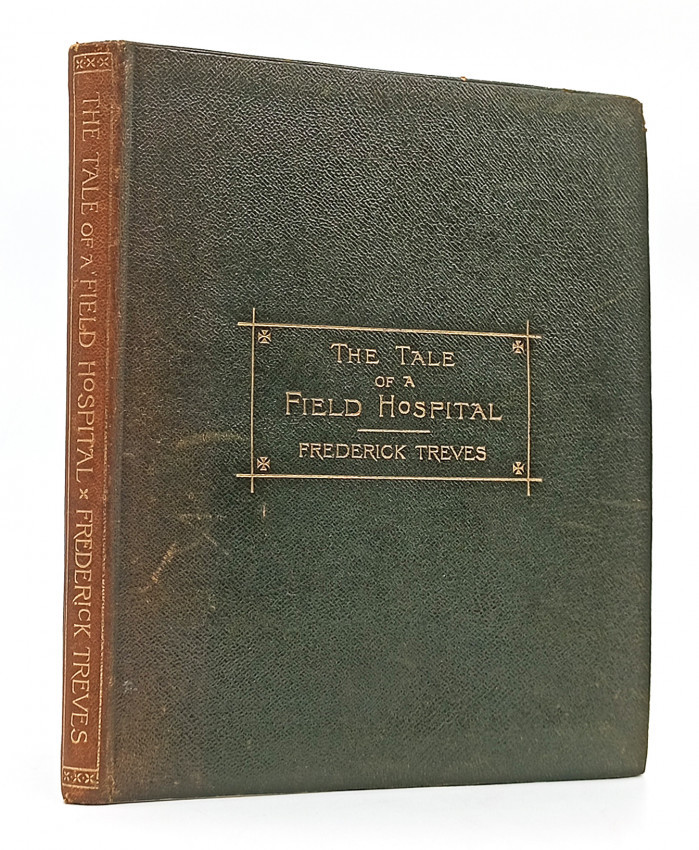 THE TALE OF A FIELD HOSPITAL × FREDERICK TREVES
THE TALE
OF A
FIELD HOSPITAL
FREDERICK TREVES